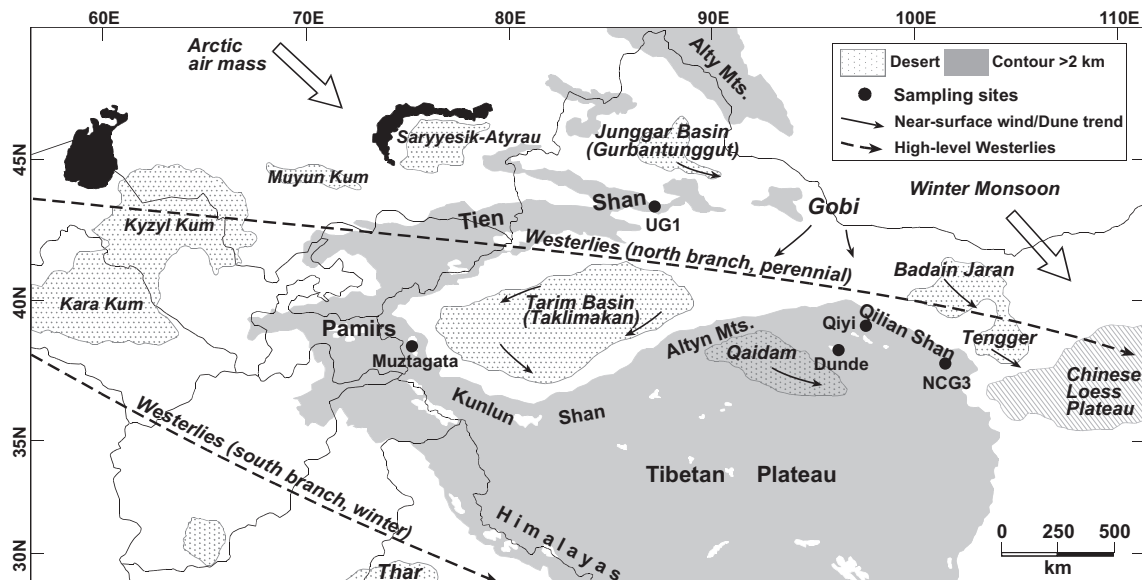 60E
70E
80E
90E
100E
110E
Arctic
air mass
Alty Mts.
Desert
Contour >2 km
Sampling sites
Near-surface wind/Dune trend
High-level Westerlies
45N
Saryyesik-Atyrau
Junggar Basin
(Gurbantunggut)
Muyun Kum
Winter Monsoon
Kyzyl Kum
Tien
Shan
UG1
Gobi
Westerlies (north branch, perennial)
Badain Jaran
40N
Kara Kum
Tarim Basin
(Taklimakan)
Pamirs
Muztagata
Altyn Mts.
Qiyi
Qilian Shan
Tengger
Qaidam
Dunde
NCG3
Chinese
Loess
Plateau
Kunlun
Shan
35N
Westerlies (south branch, winter)
Tibetan Plateau
Himalayas
30N
Thar
0 250 500
km